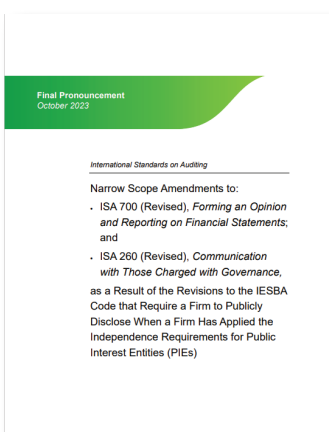 Final Pronouncement
October 2023
International Standards on Auditing
Narrow Scope Amendments to:
• ISA 700 (Revised), Forming an Opinion
and Reporting on Financial Statements;
and
• ISA 260 (Revised), Communication
with Those Charged with Governance,
as a Result of the Revisions to the IESBA
Code that Require a Firm to Publicly
Disclose When a Firm Has Applied the
Independence Requirements for Public
Interest Entities (PIEs)